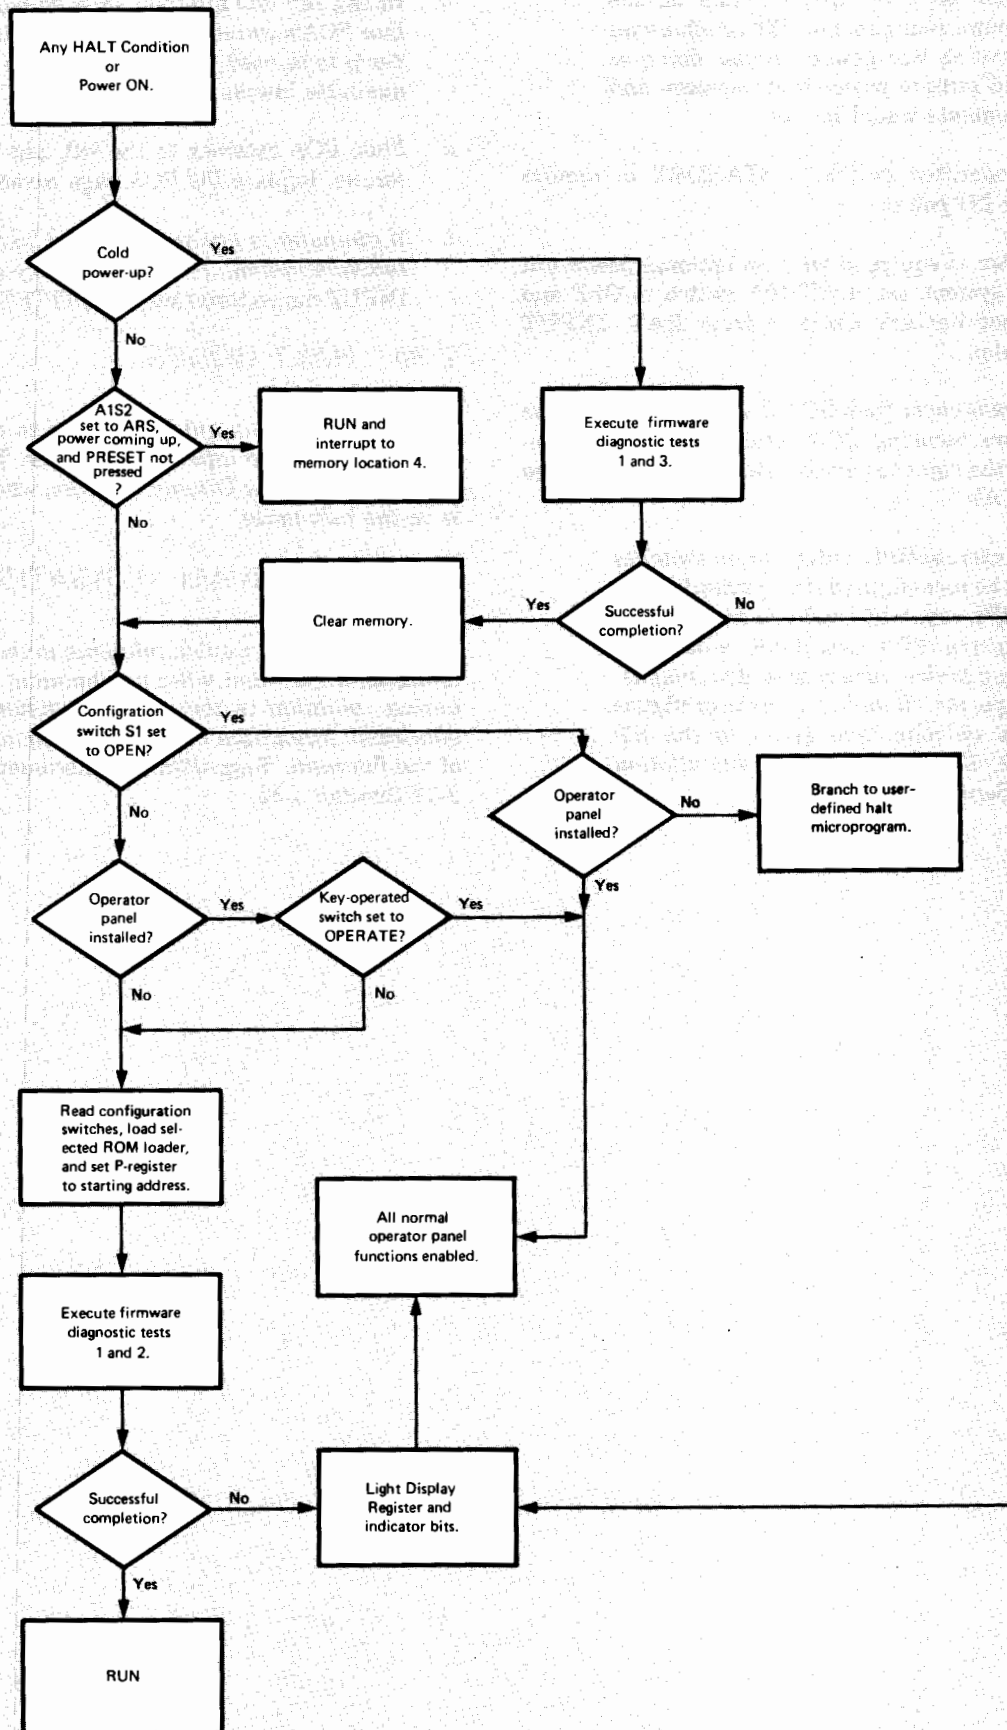 Any HALT Condition
or
Power ON.
Cold
power-up?
Yes
No
A1S2
set to ARS,
power coming up,
and PRESET not
pressed
?
Yes
RUN and
interrupt to
memory location 4.
Execute firmware
diagnostic tests
1 and 3.
No
Clear memory.
Yes
Successful
completion?
No
Configration
switch S1 set
to OPEN?
Yes
No
Operator
panel
installed?
No
Branch to user-
defined halt
microprogram.
Yes
Operator
panel
installed?
Yes
Key-operated
switch set to
OPERATE?
Yes
No
No
Read configuration
switches, load sel-
ected ROM loader,
and set P-register
to starting address.
All normal
operator panel
functions enabled.
Execute firmware
diagnostic tests
1 and 2.
Successful
completion?
No
Light Display
Register and
indicator bits.
Yes
RUN